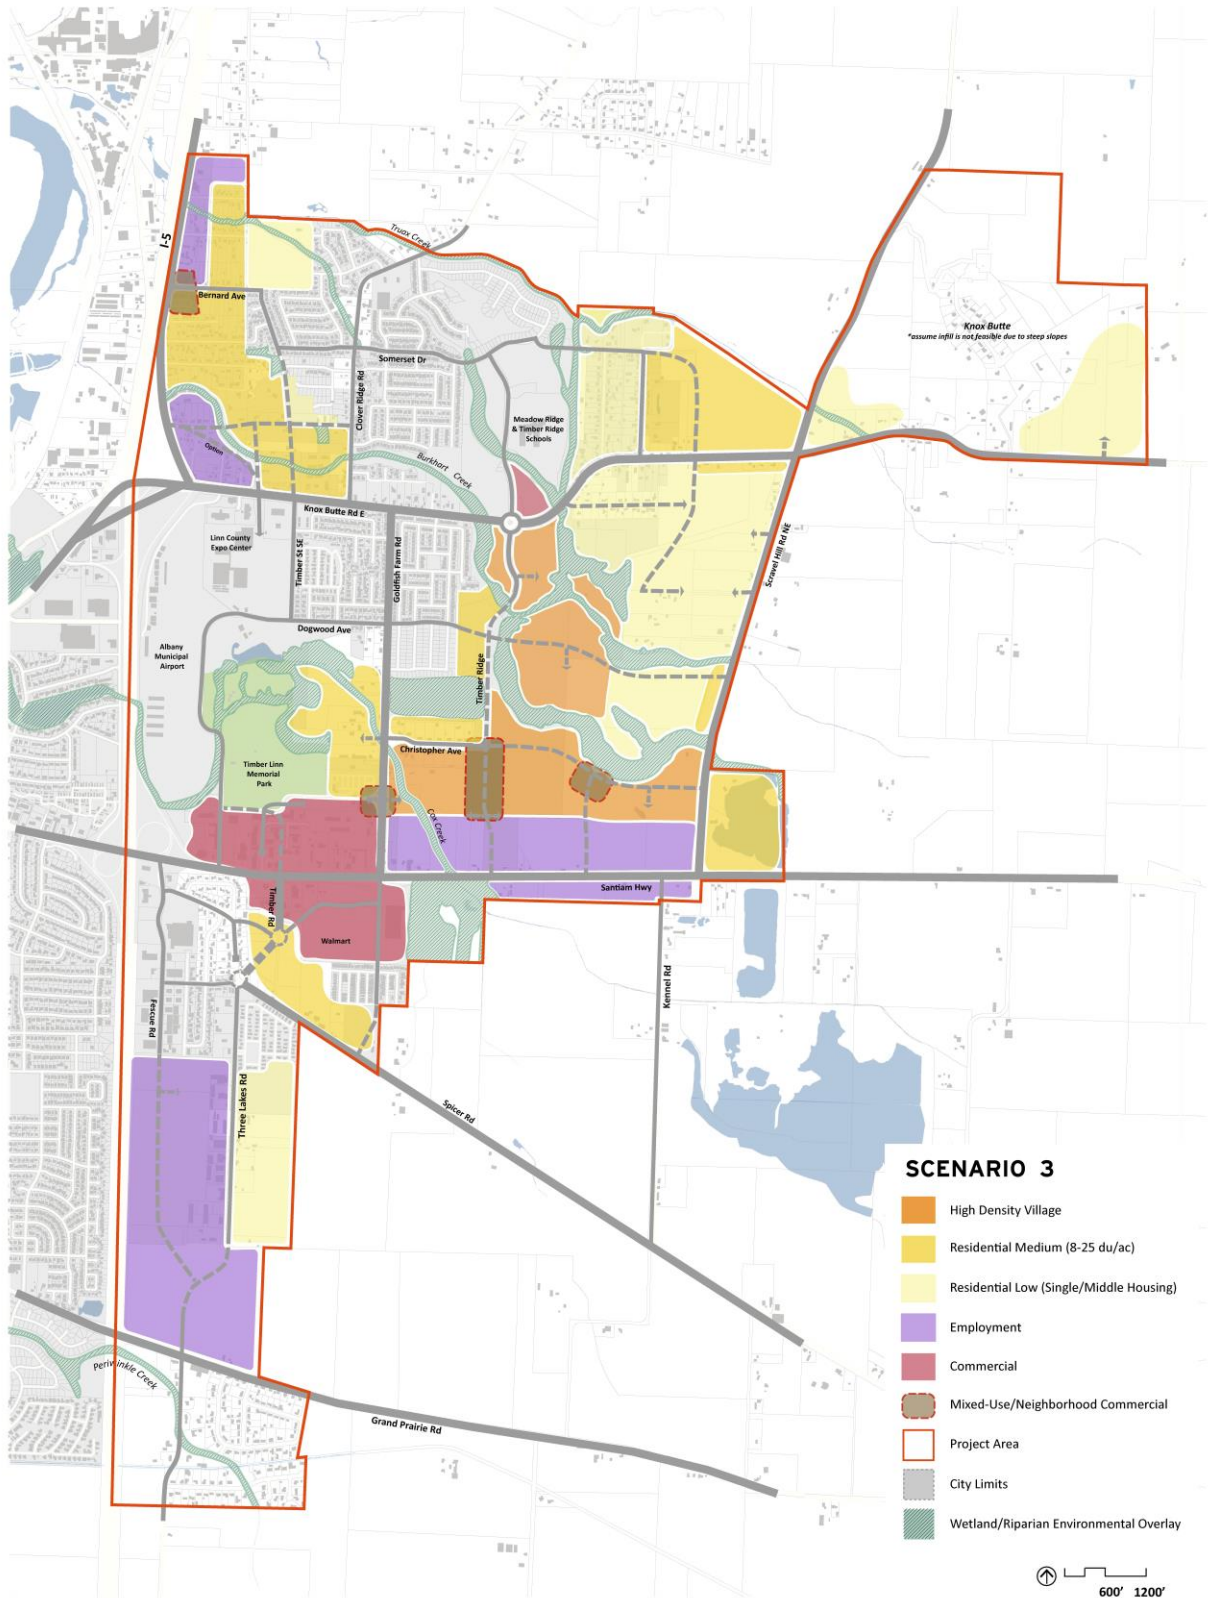 Truax Creek
I-5
Bernard Ave
Knox Butte
*assume infill is not feasible due to steep slopes
Somerset Dr
Clover Ridge Rd
Meadow Ridge
& Timber Ridge
Schools
Option
Burkhart Creek
Knox Butte Rd E
Linn County
Expo Center
Timber St SE
Goldfish Farm Rd
Scravel Hill Rd NE
Dogwood Ave
Albany
Municipal
Airport
Timber Ridge
Christopher Ave
Timber Linn
Memorial
Park
Cox Creek
Santiam Hwy
Timber Rd
Walmart
Kennel Rd
Fescue Rd
Three Lakes Rd
Spicer Rd
Periwinkle Creek
Grand Prairie Rd
SCENARIO 3
High Density Village
Residential Medium (8-25 du/ac)
Residential Low (Single/Middle Housing)
Employment
Commercial
Mixed-Use/Neighborhood Commercial
Project Area
City Limits
Wetland/Riparian Environmental Overlay
600' 1200'